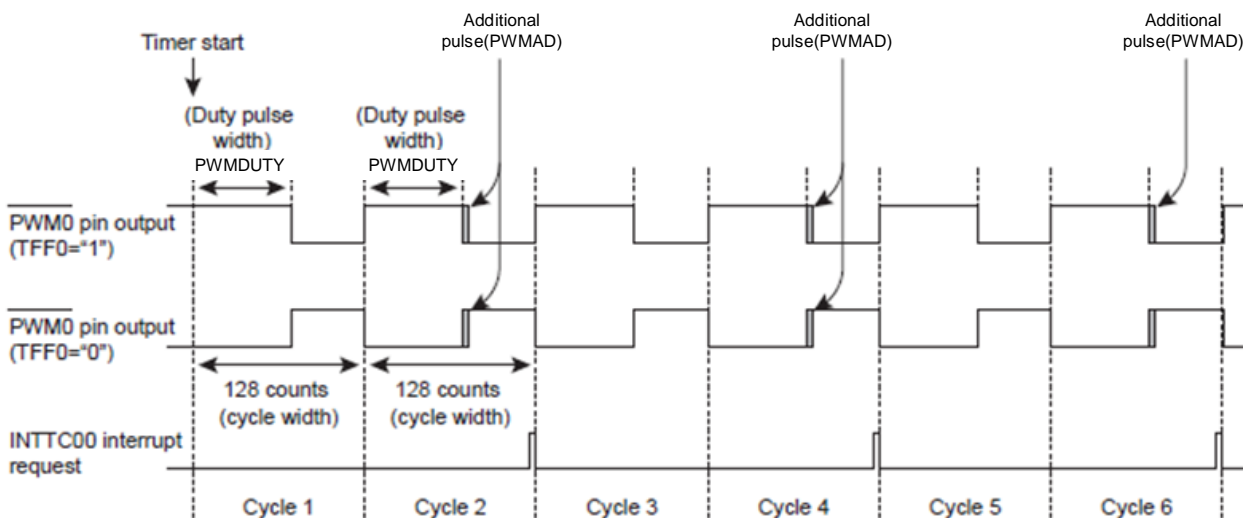 Additional
pulse(PWMAD)
Additional
pulse(PWMAD)
Additional
pulse(PWMAD)
Timer start
(Duty pulse
width)
PWMDUTY
(Duty pulse
width)
PWMDUTY
PWM0 pin output
(TFF0="1")
PWM0 pin output
(TFF0="0")
128 counts
(cycle width)
128 counts
(cycle width)
INTTC00 interrupt
request
Cycle 1
Cycle 2
Cycle 3
Cycle 4
Cycle 5
Cycle 6